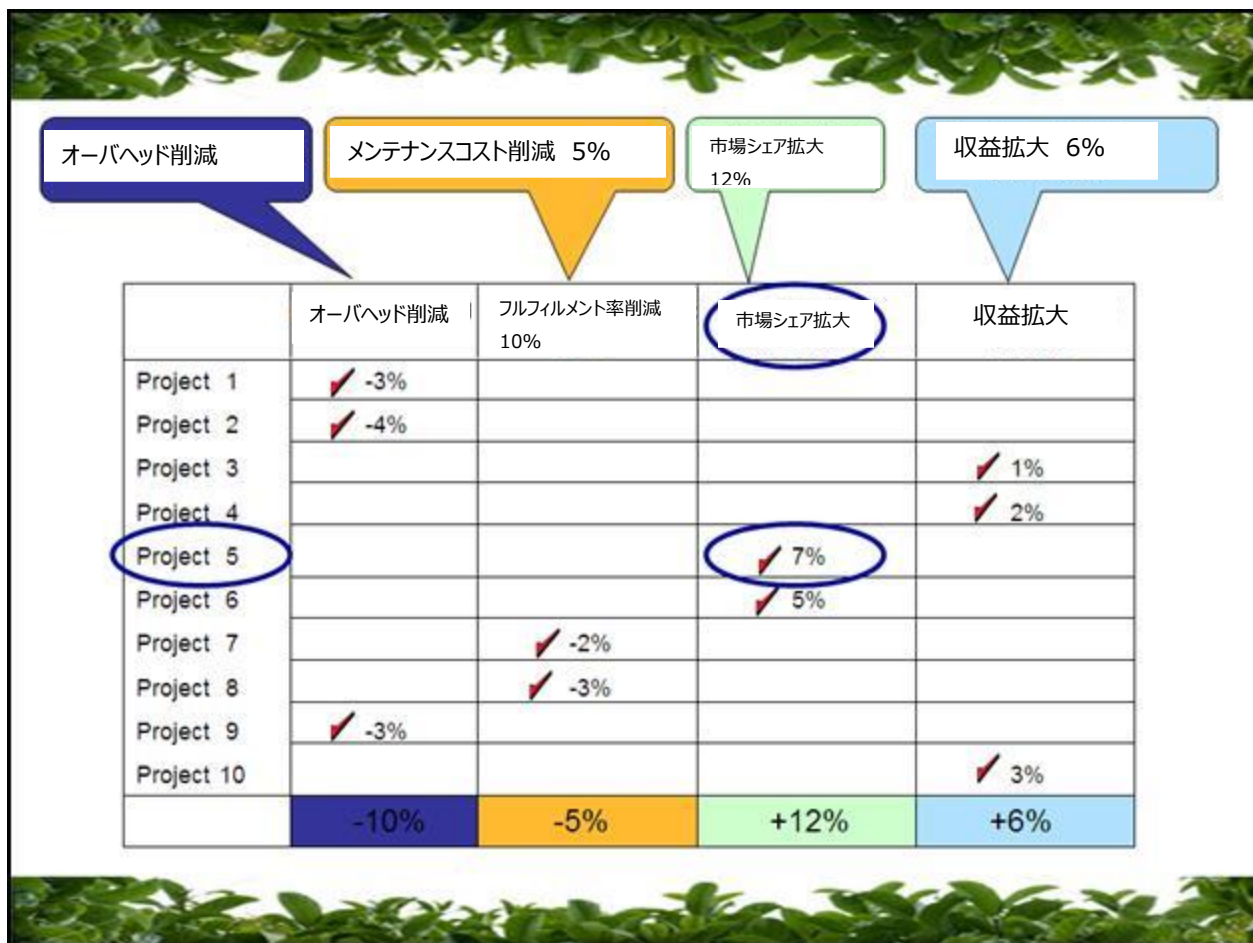 オーバヘッド削減
メンテナンスコスト削減 5%
市場シェア拡大
12%
収益拡大 6%
オーバヘッド削減
フルフィルメント率削減
10%
市場シェア拡大
収益拡大
Project 1 -3%
Project 2 -4%
Project 3 1%
Project 4 2%
Project 5 7%
Project 6 5%
Project 7 -2%
Project 8 -3%
Project 9 -3%
Project 10 3%
-10% -5% +12% +6%